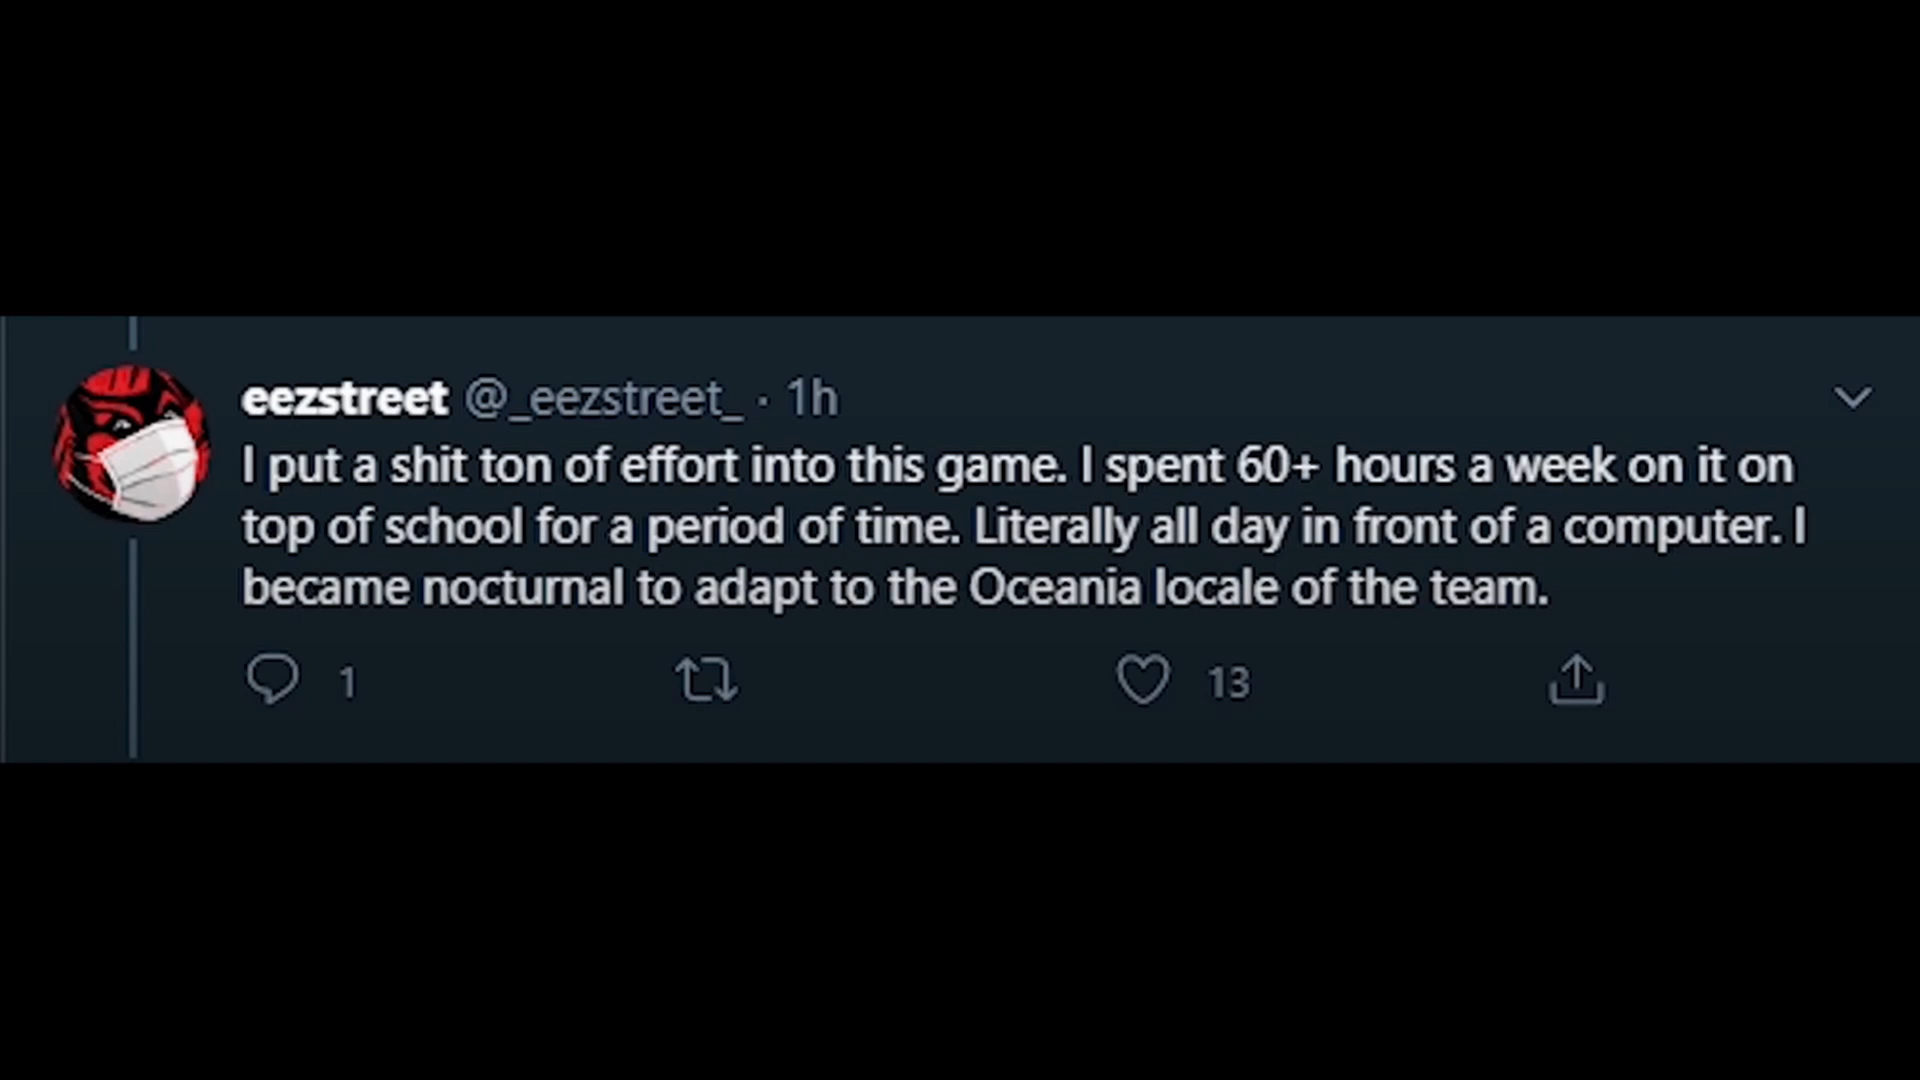 eezstreet @_eezstreet_ · 1h
I put a shit ton of effort into this game. I spent 60+ hours a week on it on
top of school for a period of time. Literally all day in front of a computer. I
became nocturnal to adapt to the Oceania locale of the team.
1 13